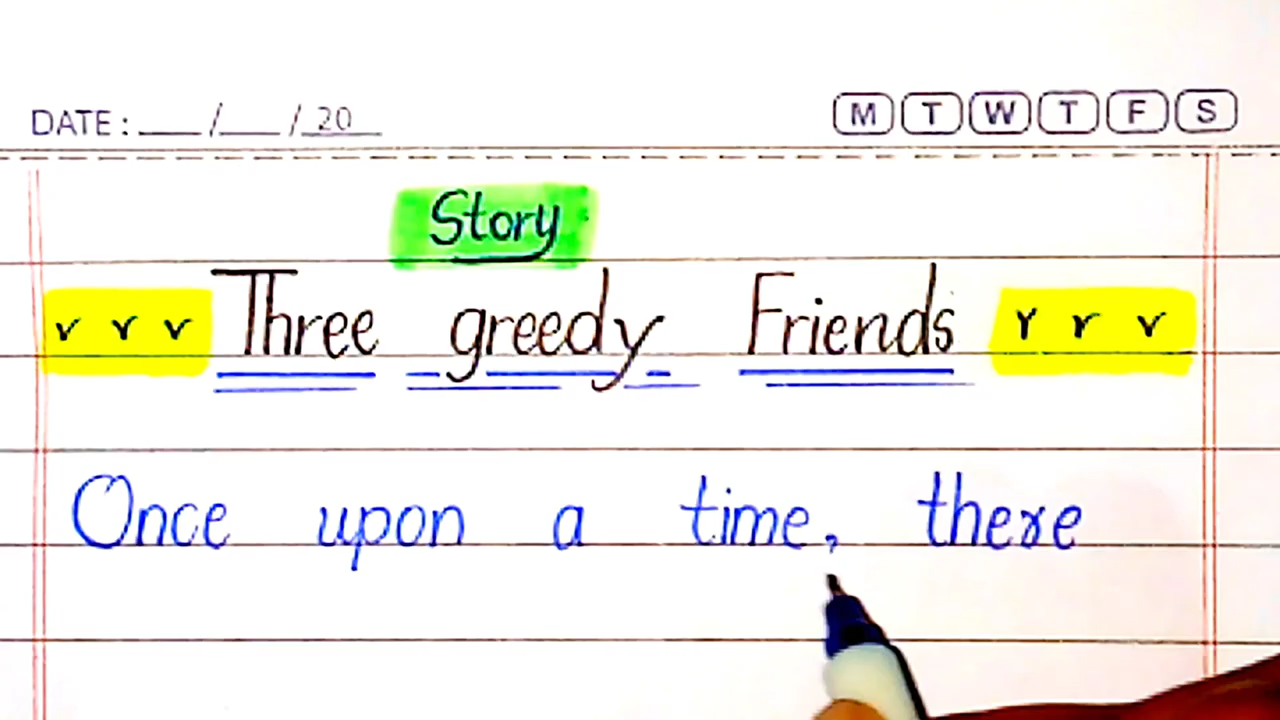 DATE : ___ /___ / 20 M T W T F S
Story
Three greedy Friends
Once upon a time, there